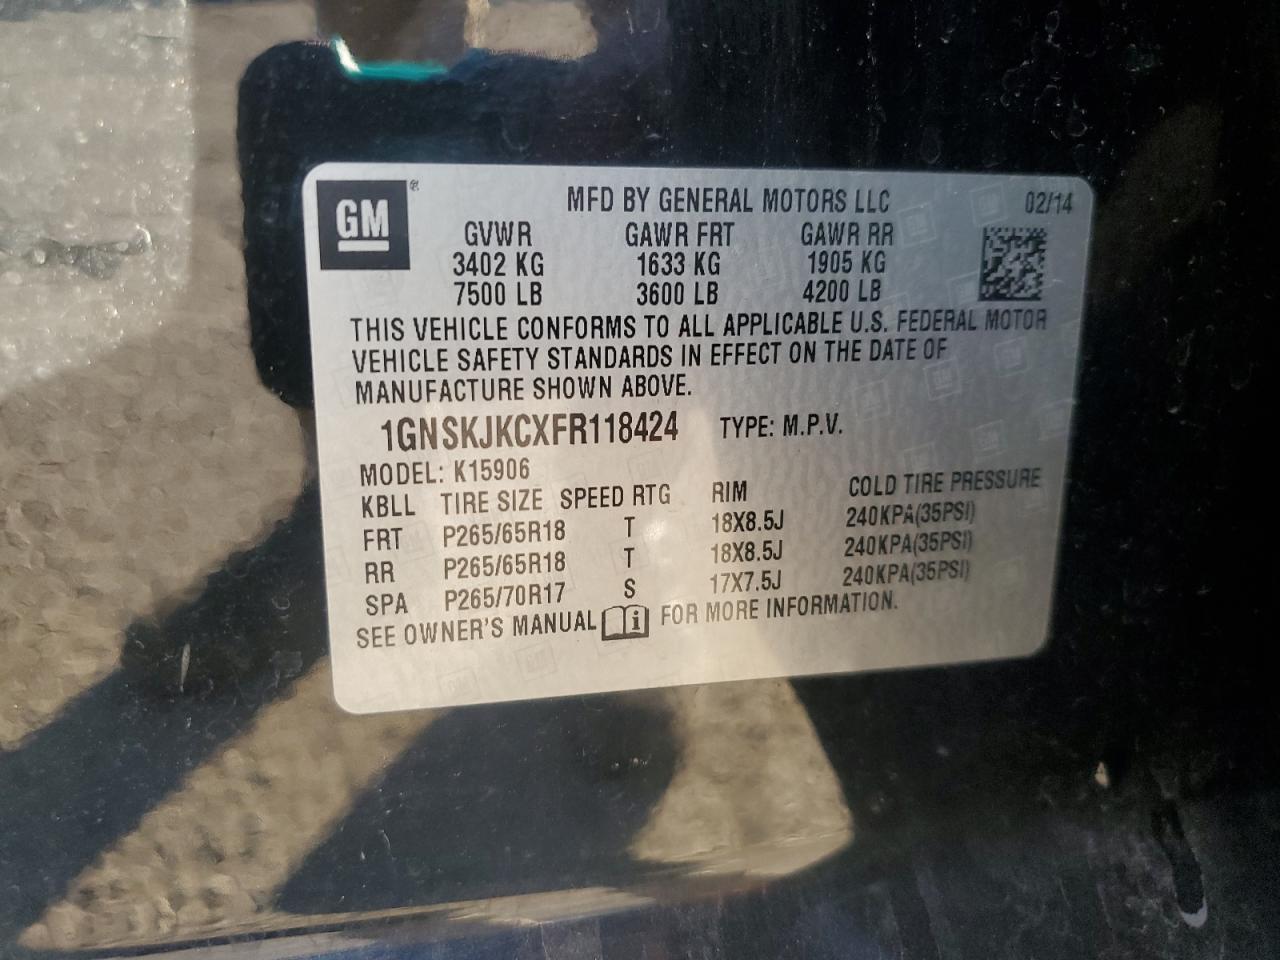 GM ® MFD BY GENERAL MOTORS LLC 02/14
GVWR GAWR FRT GAWR RR
3402 KG 1633 KG 1905 KG
7500 LB 3600 LB 4200 LB
THIS VEHICLE CONFORMS TO ALL APPLICABLE U.S. FEDERAL MOTOR
VEHICLE SAFETY STANDARDS IN EFFECT ON THE DATE OF
MANUFACTURE SHOWN ABOVE.
1GNSKJKCXFR118424 TYPE: M.P.V.
MODEL: K15906
KBLL TIRE SIZE SPEED RTG RIM COLD TIRE PRESSURE
FRT P265/65R18 T 18X8.5J 240KPA(35PSI)
RR P265/65R18 T 18X8.5J 240KPA(35PSI)
SPA P265/70R17 S 17X7.5J 240KPA(35PSI)
SEE OWNER'S MANUAL i FOR MORE INFORMATION.